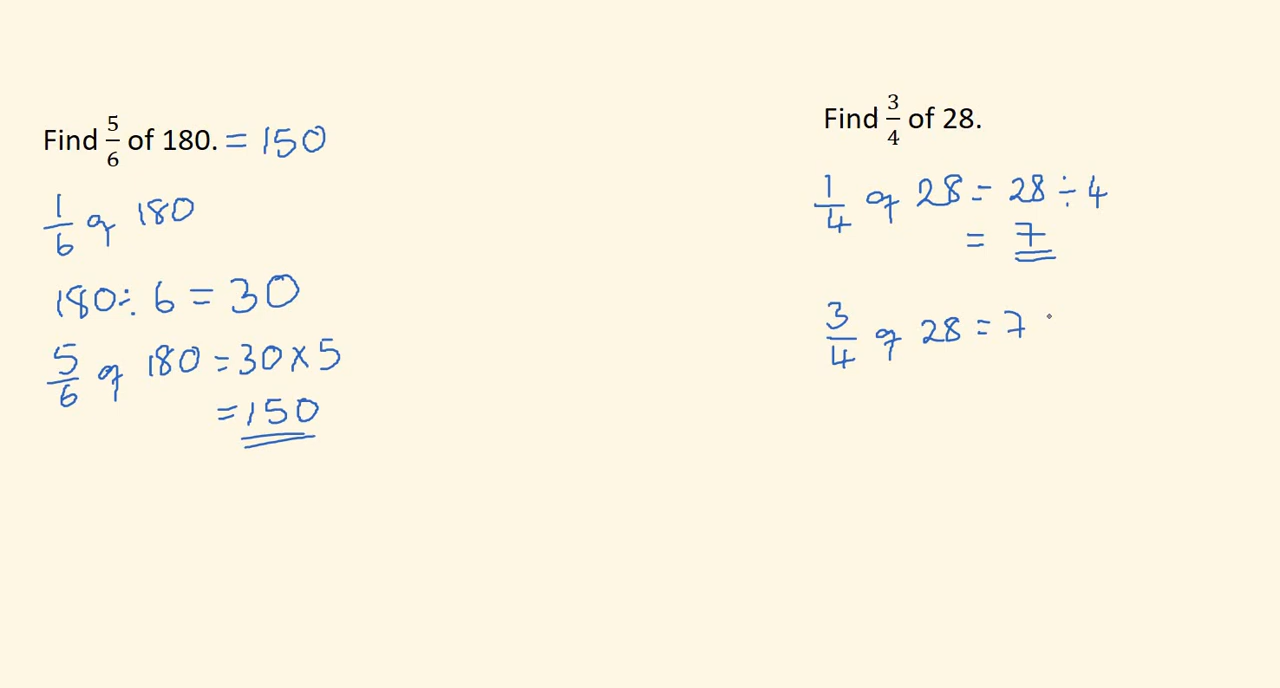 Find 5/6 of 180. = 150
1/6 of 180
180 ÷ 6 = 30
5/6 of 180 = 30 × 5
= 150
Find 3/4 of 28.
1/4 of 28 = 28 ÷ 4
= 7
3/4 of 28 = 7